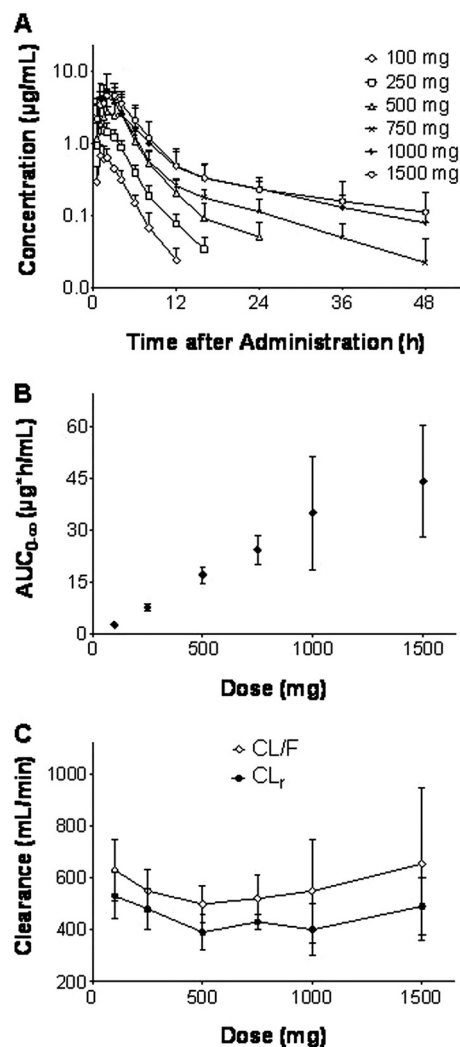 A
Concentration (µg/mL)
10.0
1.0
0.1
0.0
100 mg
250 mg
500 mg
750 mg
1000 mg
1500 mg
0 12 24 36 48
Time after Administration (h)
B
AUC0-∞ (µg*h/mL)
60
45
30
15
0
0 500 1000 1500
Dose (mg)
C
Clearance (mL/min)
CL/F
CLr
1000
800
600
400
200
0 500 1000 1500
Dose (mg)